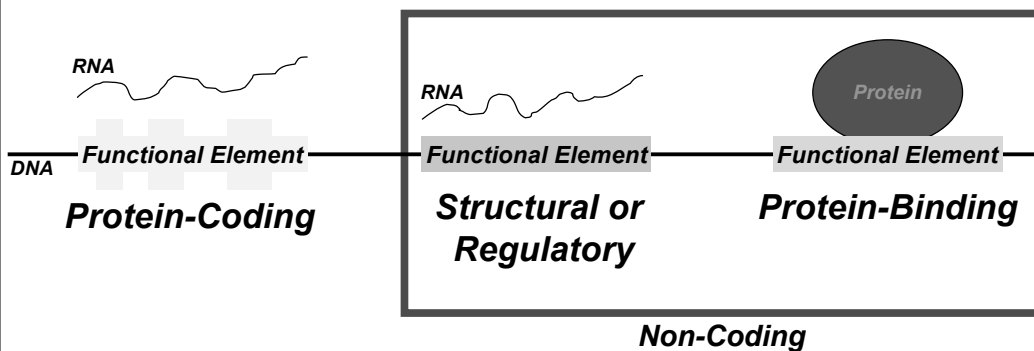 RNA
RNA
Protein
DNA
Functional Element
Functional Element
Functional Element
Protein-Coding
Structural or
Regulatory
Protein-Binding
Non-Coding